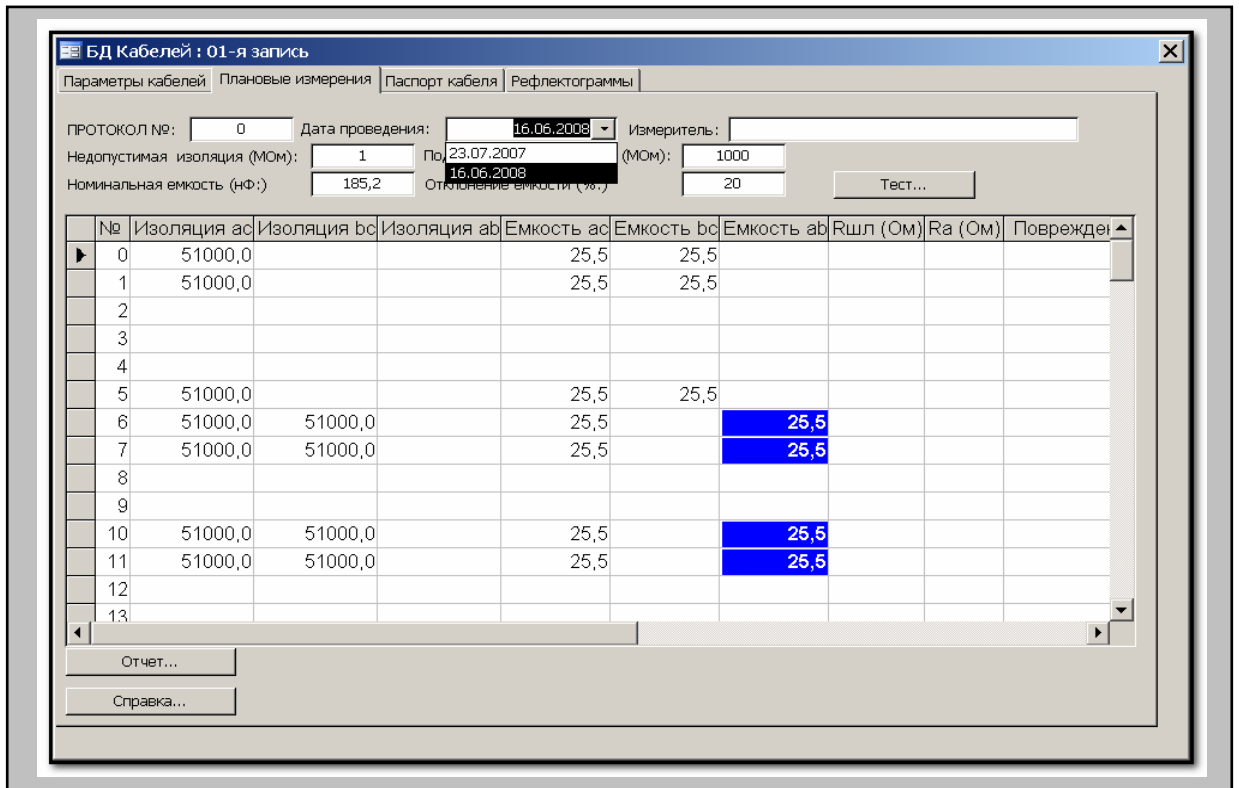 БД Кабелей : 01-я запись
Параметры кабелей Плановые измерения Паспорт кабеля Рефлектограммы
ПРОТОКОЛ №: 0 Дата проведения: 16.06.2008 Измеритель:
23.07.2007
16.06.2008
Недопустимая изоляция (МОм): 1 (МОм): 1000
Номинальная емкость (нФ:) 185,2 Отклонение емкости (%:) 20 Тест...
№ Изоляция ac Изоляция bc Изоляция ab Емкость ac Емкость bc Емкость ab Rшл (Ом) Ra (Ом)
0 51000,0 25,5 25,5
1 51000,0 25,5 25,5
2
3
4
5 51000,0 25,5 25,5
6 51000,0 51000,0 25,5 25,5
7 51000,0 51000,0 25,5 25,5
8
9
10 51000,0 51000,0 25,5 25,5
11 51000,0 51000,0 25,5 25,5
12
13
Отчет...
Справка...